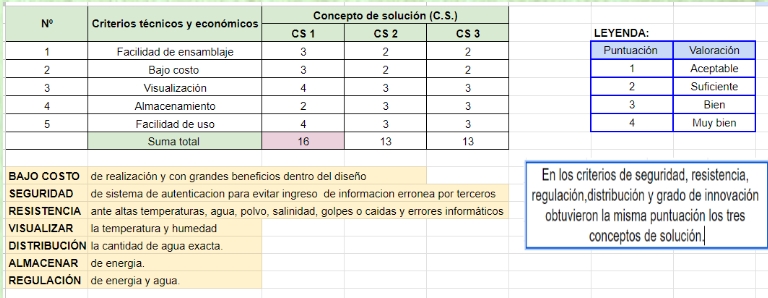 Nº Criterios técnicos y económicos Concepto de solución (C.S.)
CS 1 CS 2 CS 3
1 Facilidad de ensamblaje 3 2 2
2 Bajo costo 3 2 2
3 Visualización 4 3 3
4 Almacenamiento 2 3 3
5 Facilidad de uso 4 3 3
Suma total 16 13 13
LEYENDA:
Puntuación Valoración
1 Aceptable
2 Suficiente
3 Bien
4 Muy bien
BAJO COSTO de realización y con grandes beneficios dentro del diseño
SEGURIDAD de sistema de autenticacion para evitar ingreso de informacion erronea por terceros
RESISTENCIA ante altas temperaturas, agua, polvo, salinidad, golpes o caidas y errores informáticos
VISUALIZAR la temperatura y humedad
DISTRIBUCIÓN la cantidad de agua exacta.
ALMACENAR de energia.
REGULACIÓN de energia y agua.
En los criterios de seguridad, resistencia,
regulación,distribución y grado de innovación
obtuvieron la misma puntuación los tres
conceptos de solución.